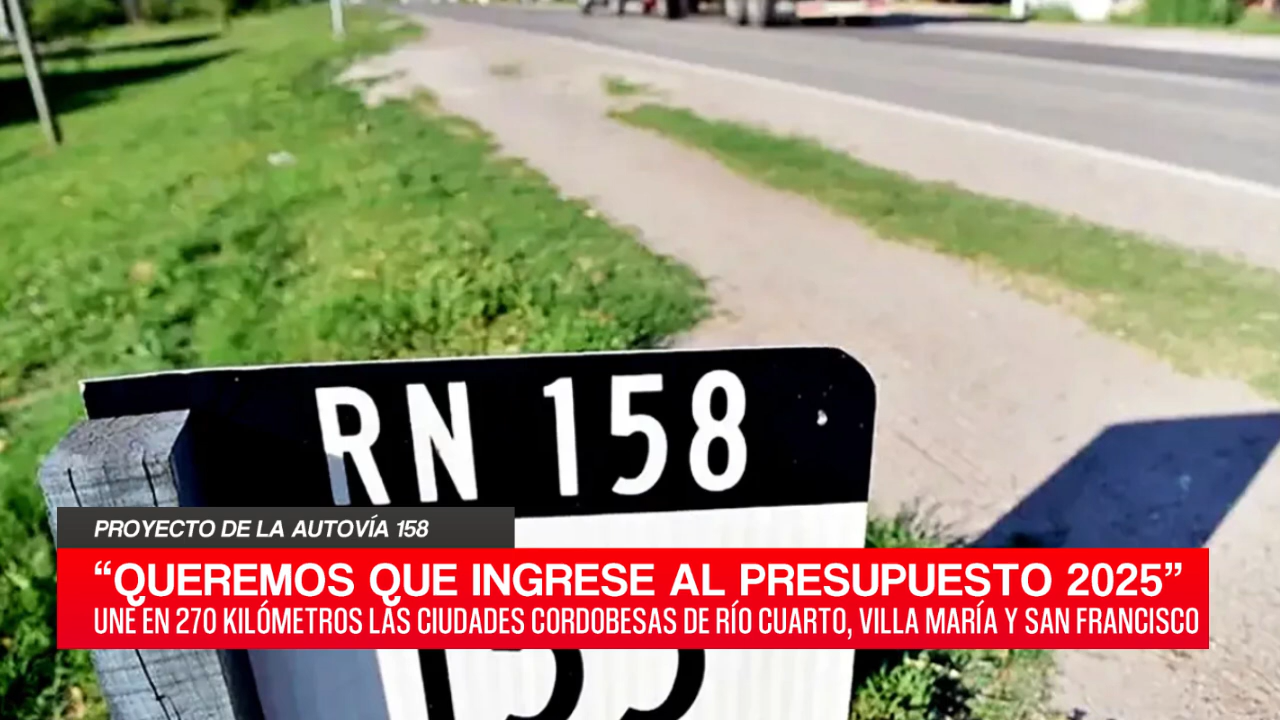 RN 158
PROYECTO DE LA AUTOVÍA 158
“QUEREMOS QUE INGRESE AL PRESUPUESTO 2025”
UNE EN 270 KILÓMETROS LAS CIUDADES CORDOBESAS DE RÍO CUARTO, VILLA MARÍA Y SAN FRANCISCO